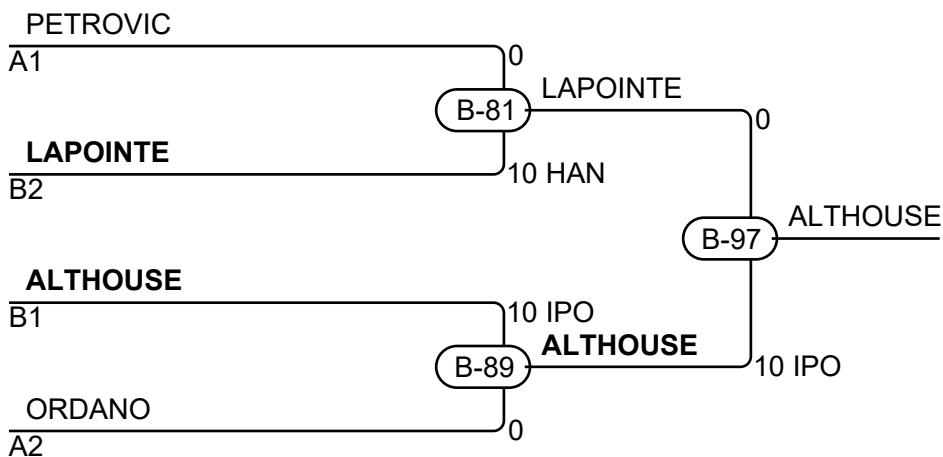 PETROVIC
A1
0
B-81
LAPOINTE
0
LAPOINTE
B2
10 HAN
B-97
ALTHOUSE
ALTHOUSE
B1
10 IPO
B-89
ALTHOUSE
10 IPO
ORDANO
A2
0